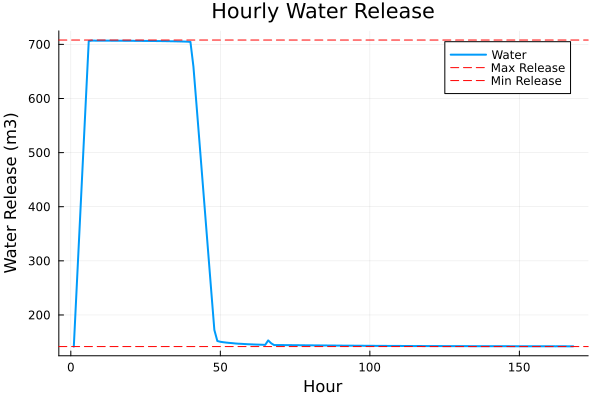 Hourly Water Release
Water Release (m3)
700
600
500
400
300
200
Water
Max Release
Min Release
0
50
100
150
Hour